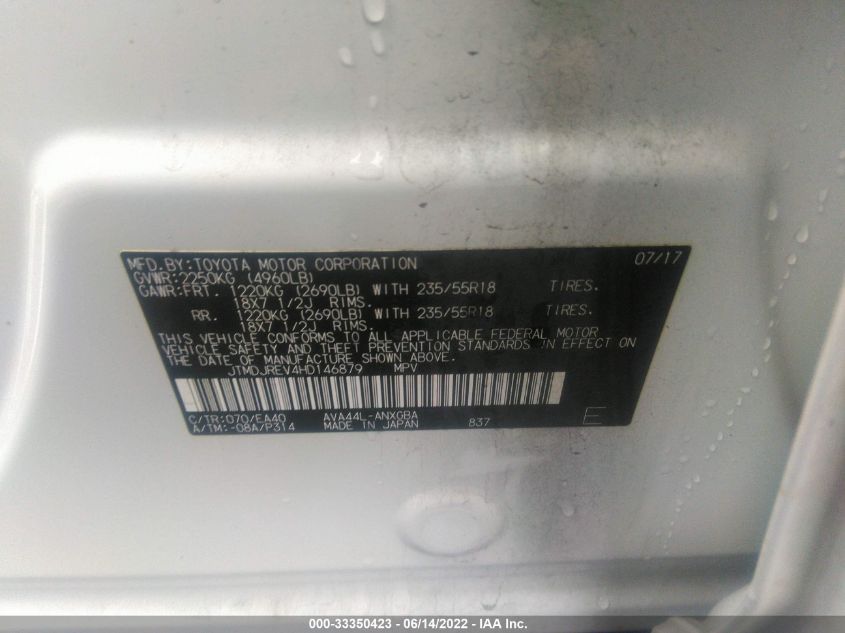 MFD. BY:TOYOTA MOTOR CORPORATION 07/17
GVWR:2250KG (4960LB)
GAWR:FRT. 1220KG (2690LB) WITH 235/55R18 TIRES.
18X7 1/2J RIMS.
RR. 1220KG (2690LB) WITH 235/55R18 TIRES.
18X7 1/2J RIMS.
THIS VEHICLE CONFORMS TO ALL APPLICABLE FEDERAL MOTOR
VEHICLE SAFETY AND THEFT PREVENTION STANDARDS IN EFFECT ON
THE DATE OF MANUFACTURE SHOWN ABOVE.
JTMDJREV4HD146879 MPV
C/TR:070/EA40 AVA44L-ANXGBA
A/TM:-08A/P314 MADE IN JAPAN 837 E
000-33350423 - 06/14/2022 - IAA Inc.